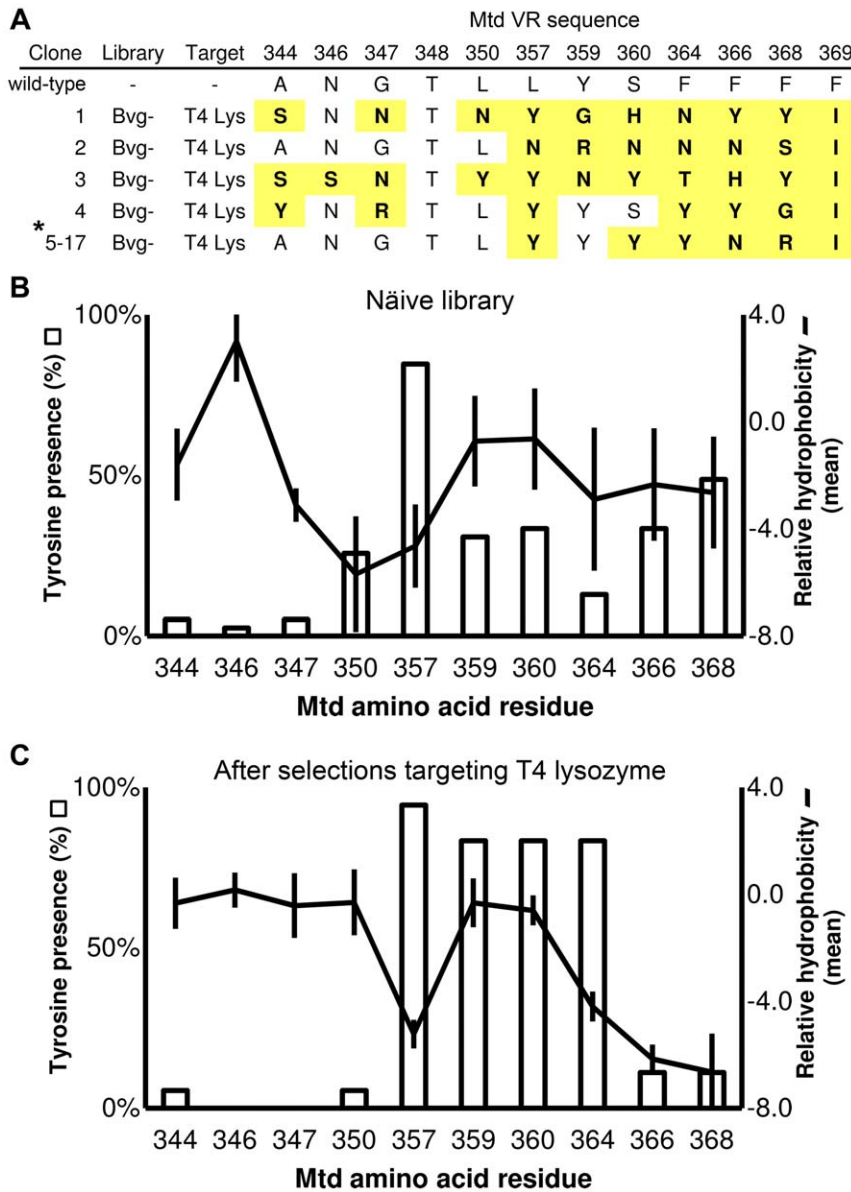 A
Mtd VR sequence
Clone Library Target 344 346 347 348 350 357 359 360 364 366 368 369
wild-type - - A N G T L L Y S F F F F
1 Bvg- T4 Lys S N N T N Y G H N Y Y I
2 Bvg- T4 Lys A N G T L N R N N N S I
3 Bvg- T4 Lys S S N T Y Y N Y T H Y I
4 Bvg- T4 Lys Y N R T L Y Y S Y Y G I
* 5-17 Bvg- T4 Lys A N G T L Y Y Y Y N R I
B
Näive library
100%
50%
0%
Tyrosine presence (%)
4.0
0.0
-4.0
-8.0
Relative hydrophobicity
(mean)
344 346 347 350 357 359 360 364 366 368
Mtd amino acid residue
C
After selections targeting T4 lysozyme
100%
50%
0%
Tyrosine presence (%)
4.0
0.0
-4.0
-8.0
Relative hydrophobicity
(mean)
344 346 347 350 357 359 360 364 366 368
Mtd amino acid residue